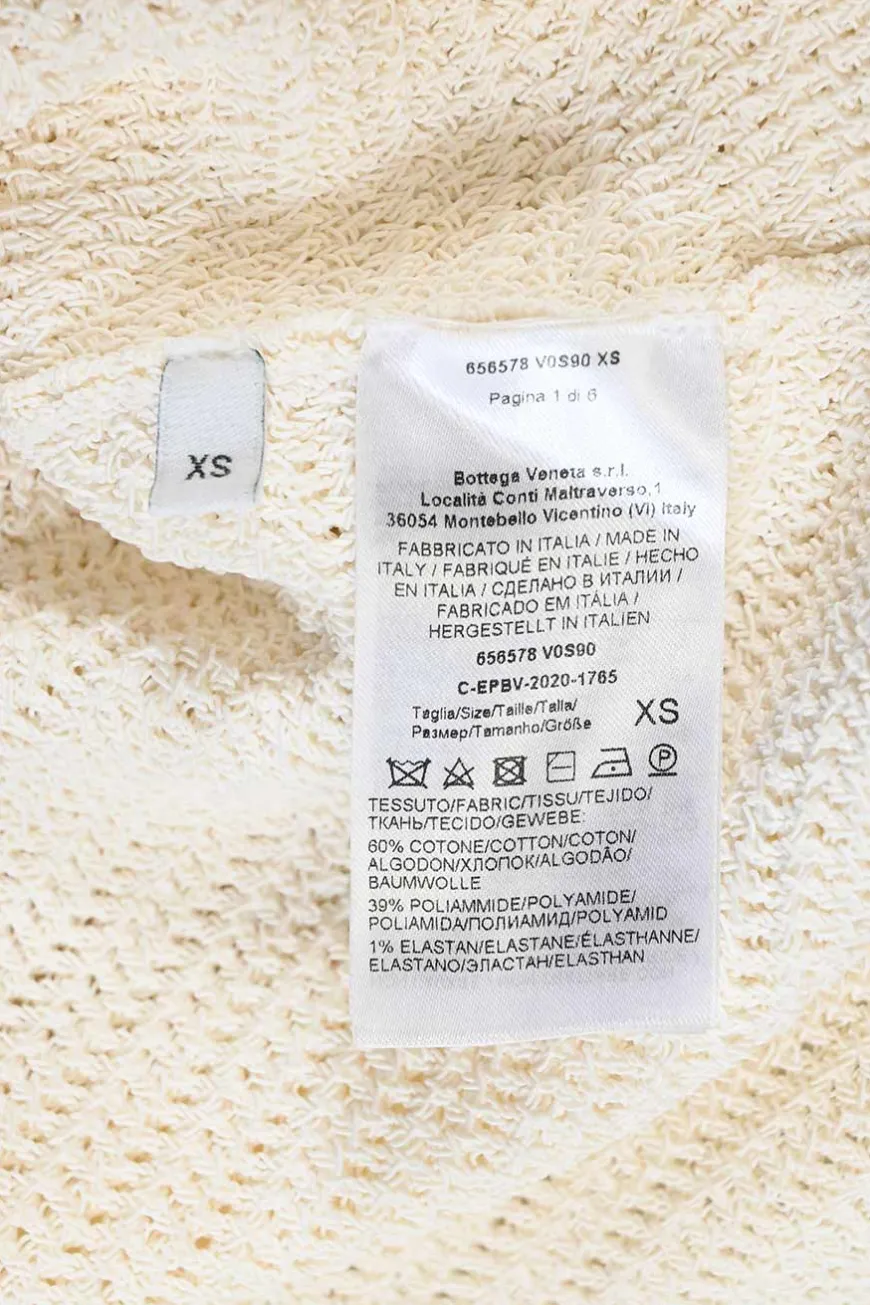 XS
656578 V0S90 XS
Pagina 1 di 6
Bottega Veneta s.r.l.
Località Conti Maltraverso,1
36054 Montebello Vicentino (Vi) Italy
FABBRICATO IN ITALIA / MADE IN
ITALY / FABRIQUÉ EN ITALIE / HECHO
EN ITALIA / СДЕЛАНО В ИТАЛИИ /
FABRICADO EM ITÁLIA /
HERGESTELLT IN ITALIEN
656578 V0S90
C-EPBV-2020-1765
Taglia/Size/Taille/Talla/
Размер/Tamanho/Größe XS
P
TESSUTO/FABRIC/TISSU/TEJIDO/
ТКАНЬ/TECIDO/GEWEBE:
60% COTONE/COTTON/COTON/
ALGODON/ХЛОПОК/ALGODÃO/
BAUMWOLLE
39% POLIAMMIDE/POLYAMIDE/
POLIAMIDA/ПОЛИАМИД/POLYAMID
1% ELASTAN/ELASTANE/ÉLASTHANNE/
ELASTANO/ЭЛАСТАН/ELASTHAN